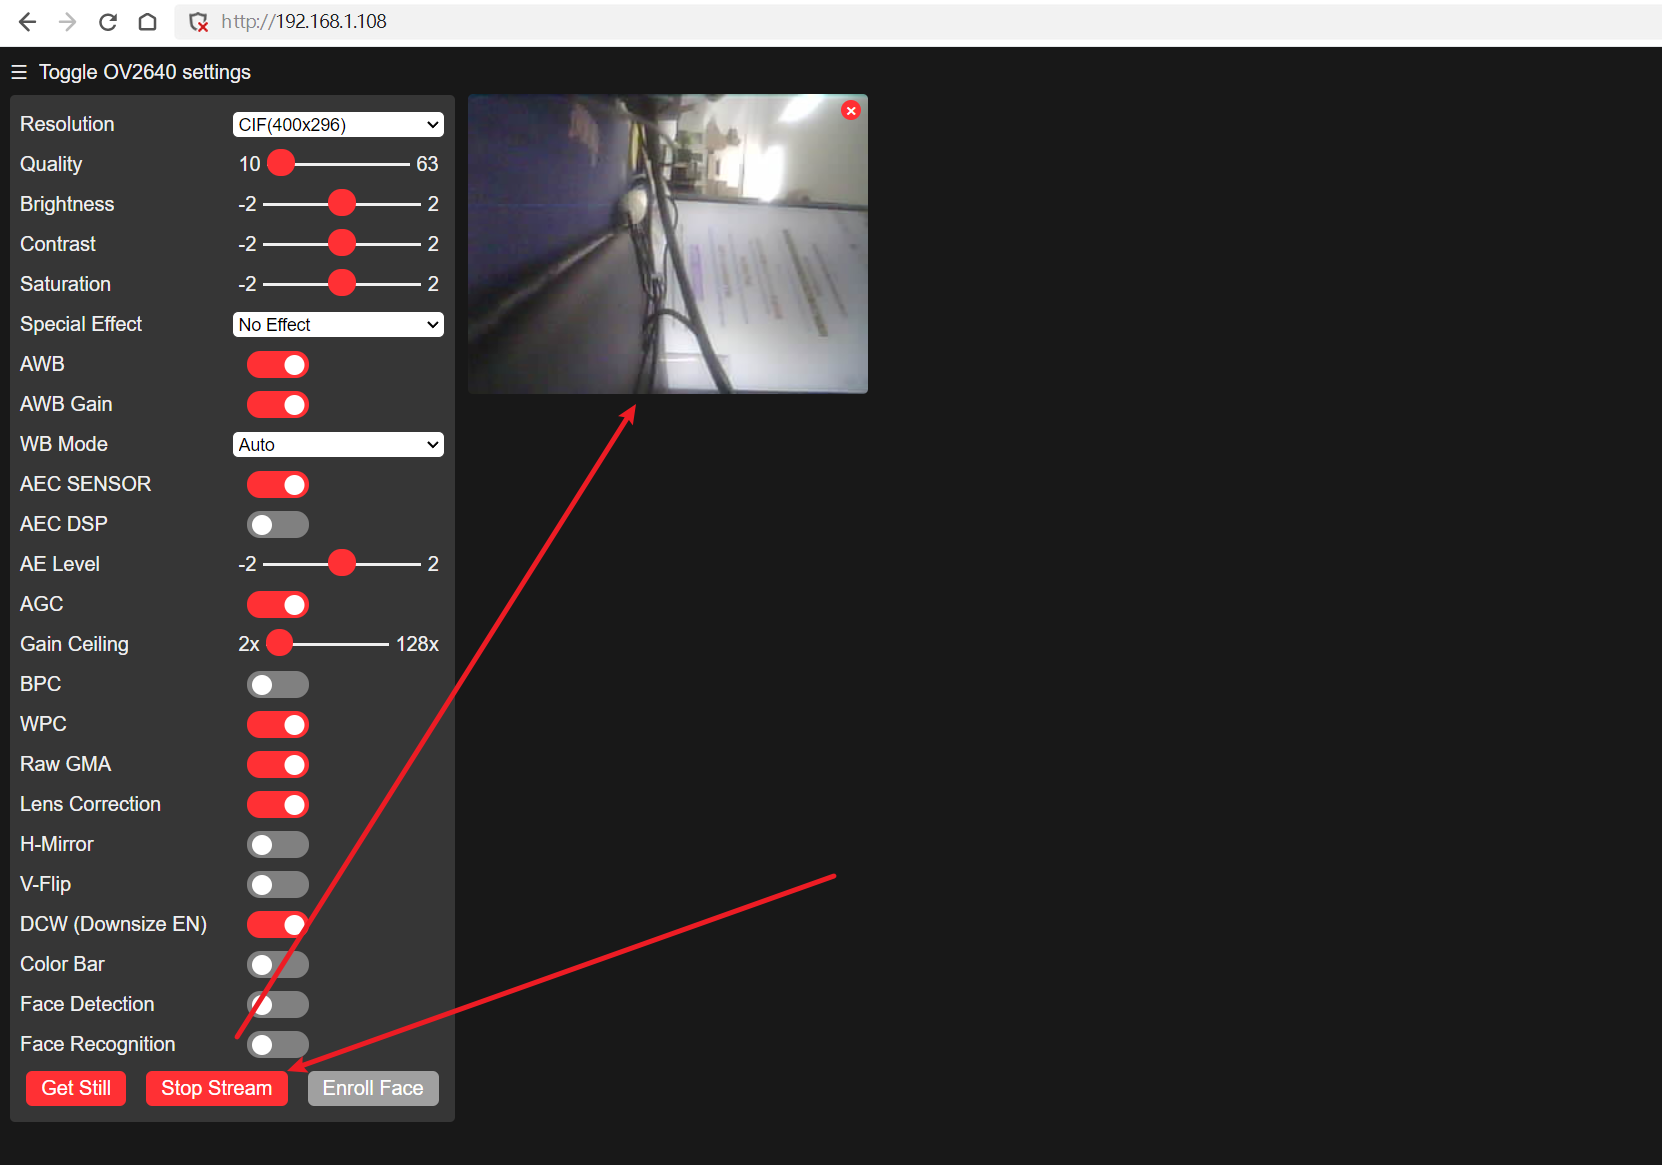 http://192.168.1.108
☰ Toggle OV2640 settings
Resolution CIF(400x296)
Quality 10 63
Brightness -2 2
Contrast -2 2
Saturation -2 2
Special Effect No Effect
AWB
AWB Gain
WB Mode Auto
AEC SENSOR
AEC DSP
AE Level -2 2
AGC
Gain Ceiling 2x 128x
BPC
WPC
Raw GMA
Lens Correction
H-Mirror
V-Flip
DCW (Downsize EN)
Color Bar
Face Detection
Face Recognition
Get Still Stop Stream Enroll Face